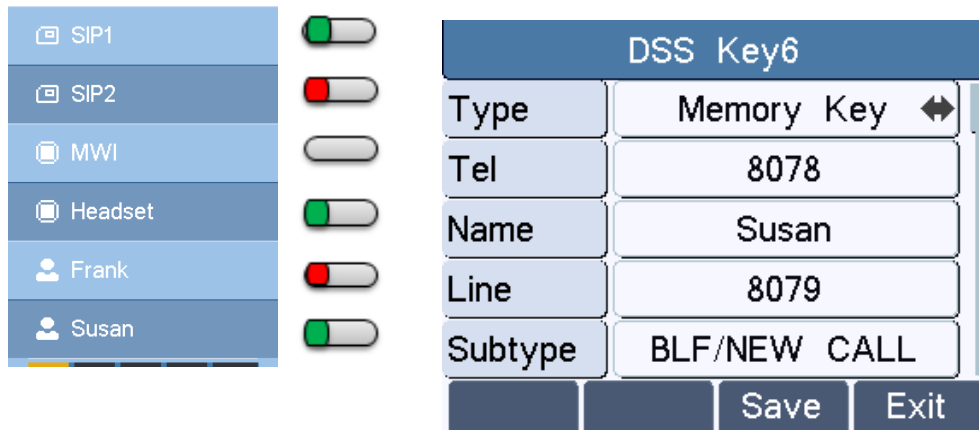 SIP1
SIP2
MWI
Headset
Frank
Susan
DSS Key6
Type Memory Key
Tel 8078
Name Susan
Line 8079
Subtype BLF/NEW CALL
Save Exit